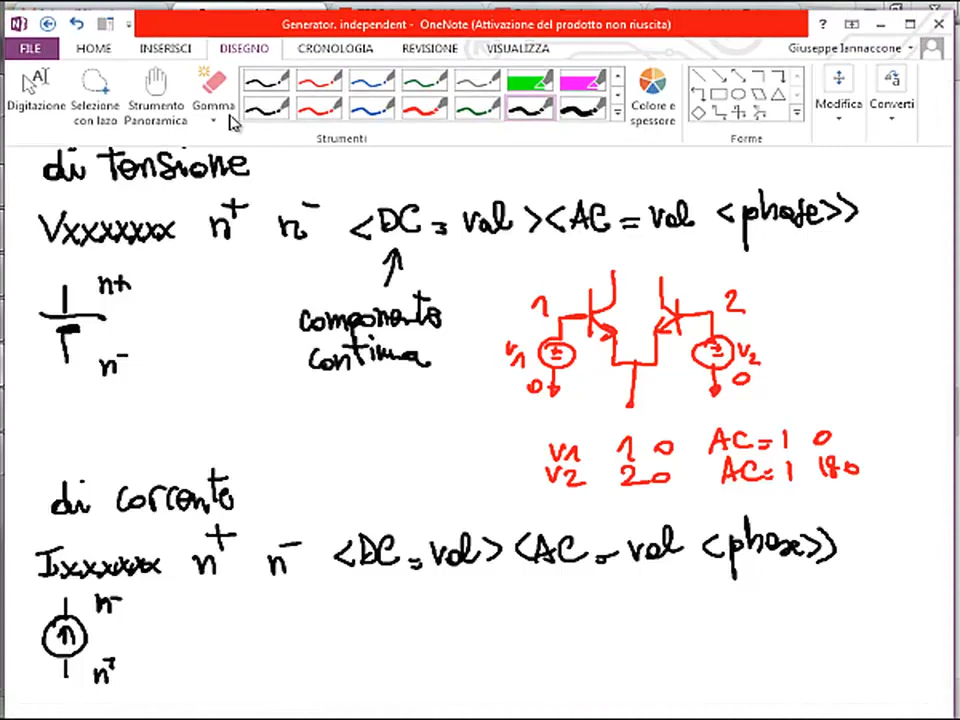 Generator. independent - OneNote (Attivazione del prodotto non riuscita)
FILE HOME INSERISCI DISEGNO CRONOLOGIA REVISIONE VISUALIZZA Giuseppe Iannaccone
Digitazione Selezione con lazo Strumento Panoramica Gomma Colore e spessore Modifica Converti
Strumenti Forme
di tensione
Vxxxxxxx n+ n- <DC = val > <AC = val <phase>>
n+
n-
componente
continua
1 2
V1 V2
0 0
V1 1 0 AC=1 0
V2 2 0 AC=1 180
di corrente
Ixxxxxxx n+ n- <DC = val> <AC = val <phase>>
n-
n+